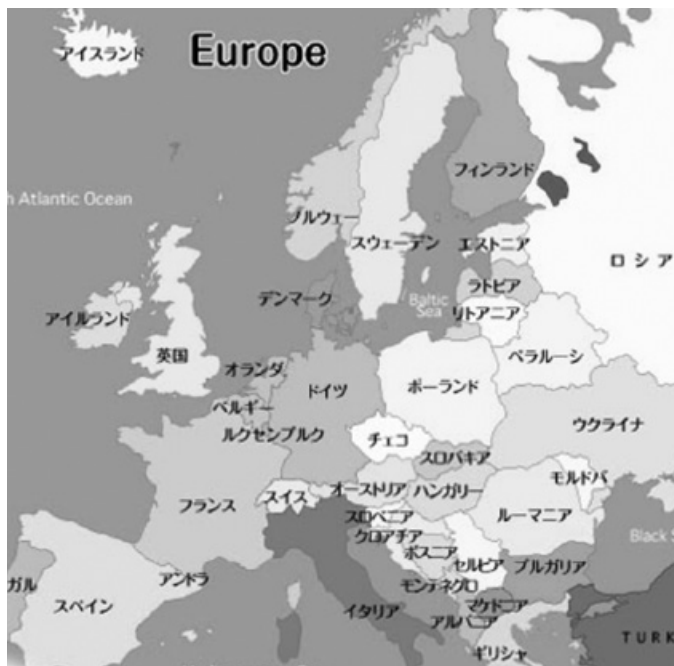 アイスランド
Europe
フィンランド
Atlantic Ocean
ノルウェー
スウェーデン
エストニア
ロシア
ラトビア
デンマーク
Baltic
Sea
リトアニア
アイルランド
英国
ベラルーシ
オランダ
ドイツ
ポーランド
ベルギー
ルクセンブルク
ウクライナ
チェコ
スロバキア
モルドバ
フランス
スイス
オーストリア
ハンガリー
ルーマニア
スロベニア
クロアチア
ボスニア
セルビア
Black S
ガル
アンドラ
モンテネグロ
ブルガリア
スペイン
イタリア
マケドニア
アルバニア
TURK
ギリシャ